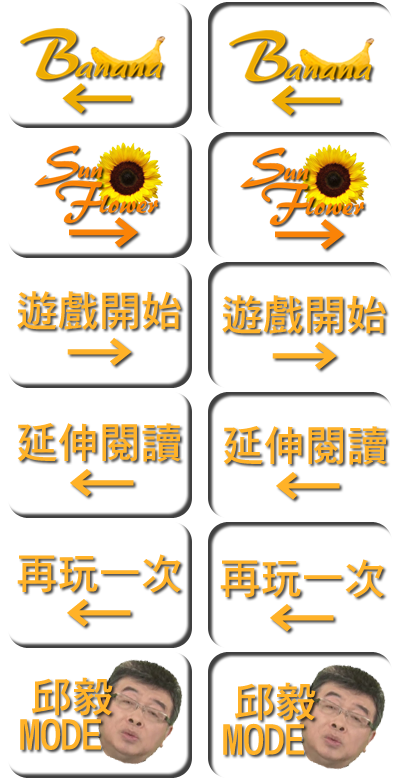 Banana
←
Banana
←
Sun
Flower
→
Sun
Flower
→
遊戲開始
→
遊戲開始
→
延伸閱讀
←
延伸閱讀
←
再玩一次
←
再玩一次
←
邱毅
MODE
邱毅
MODE